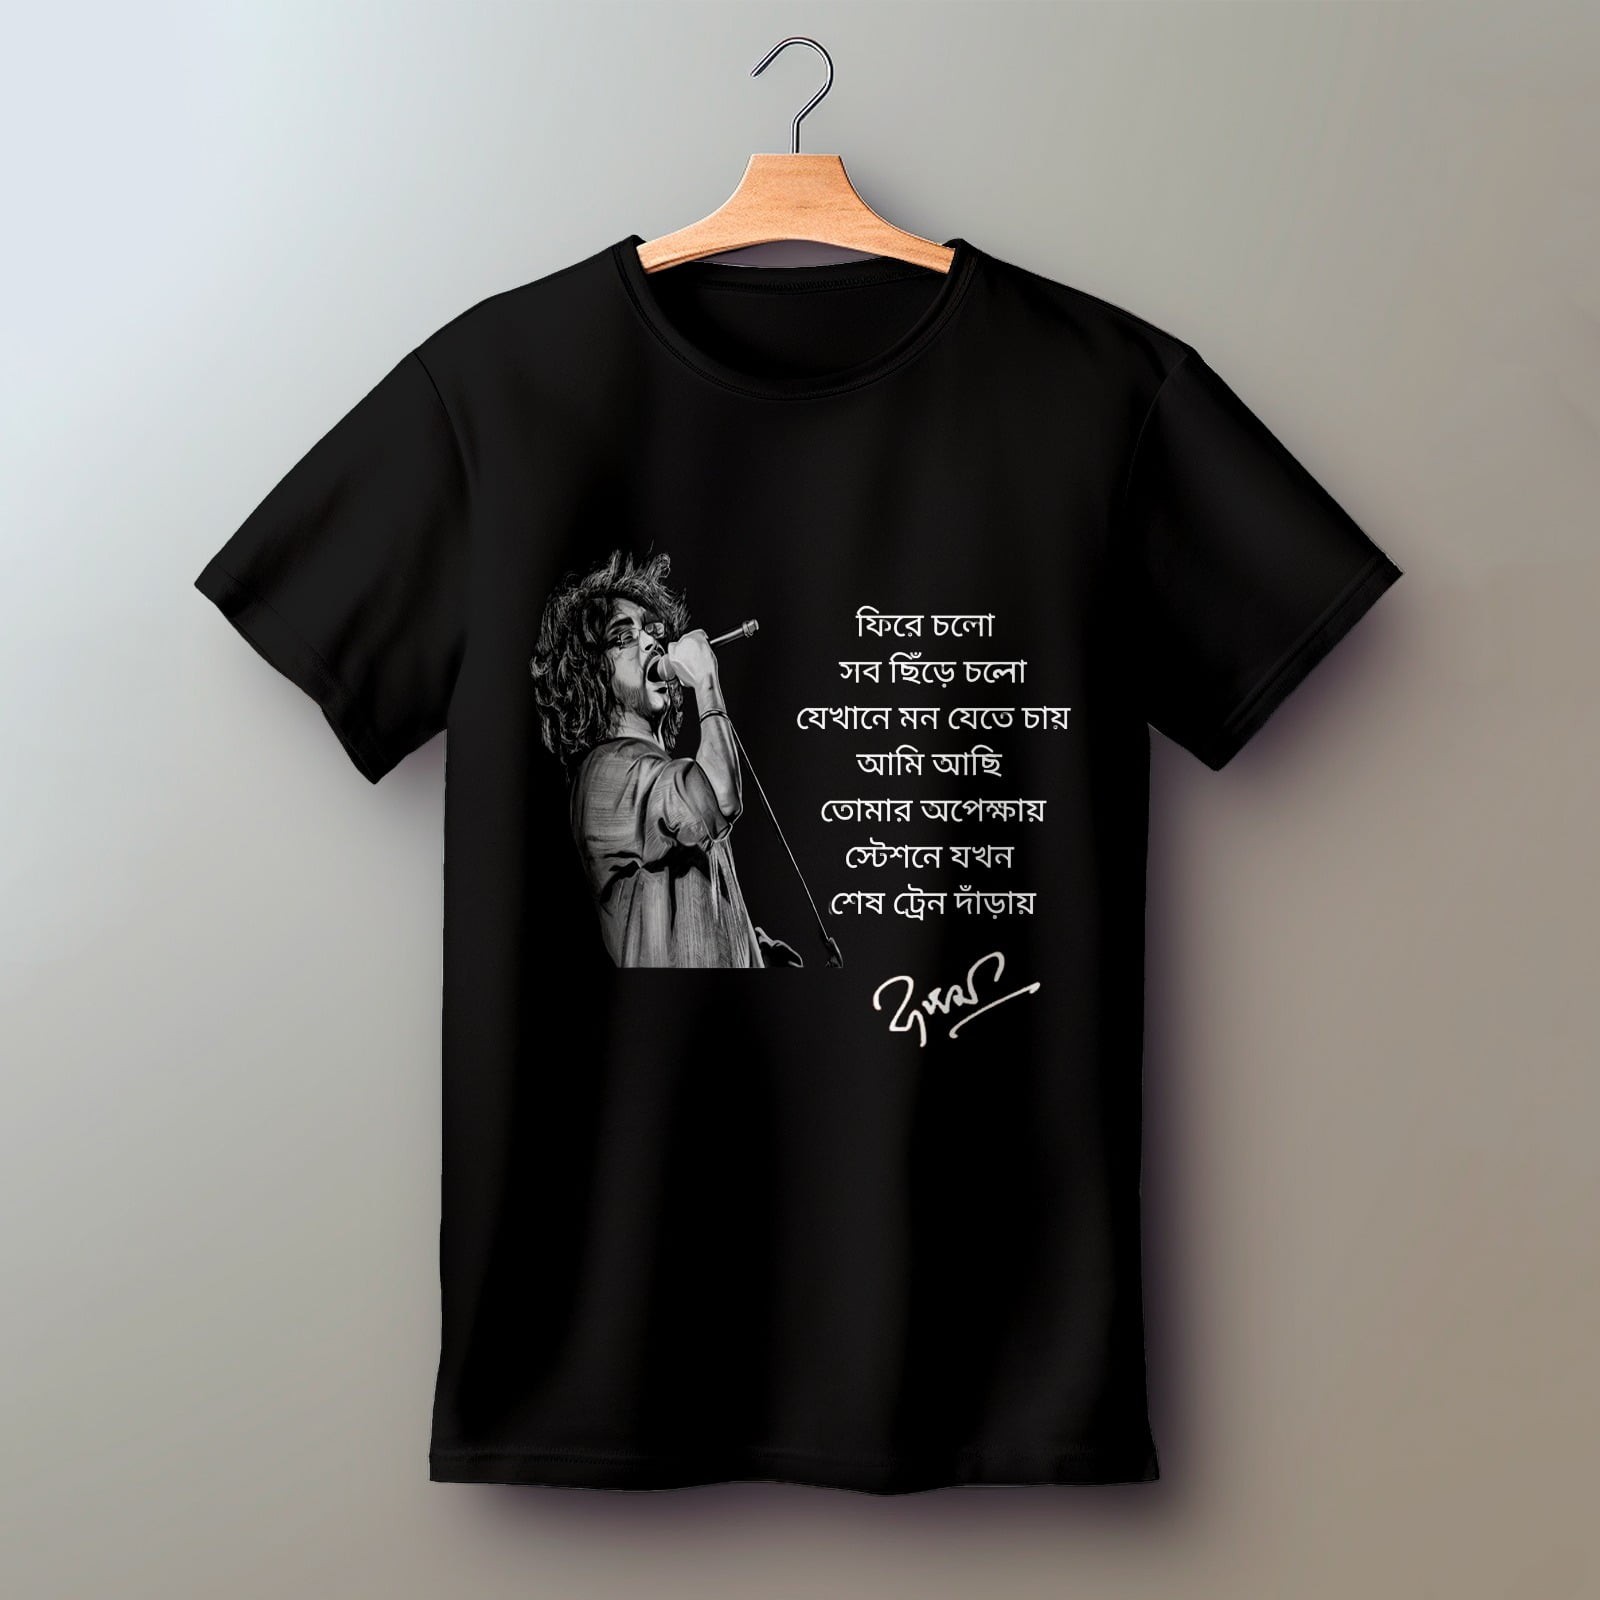 ফিরে চলো
সব ছিঁড়ে চলো
যেখানে মন যেতে চায়
আমি আছি
তোমার অপেক্ষায়
স্টেশনে যখন
শেষ ট্রেন দাঁড়ায়